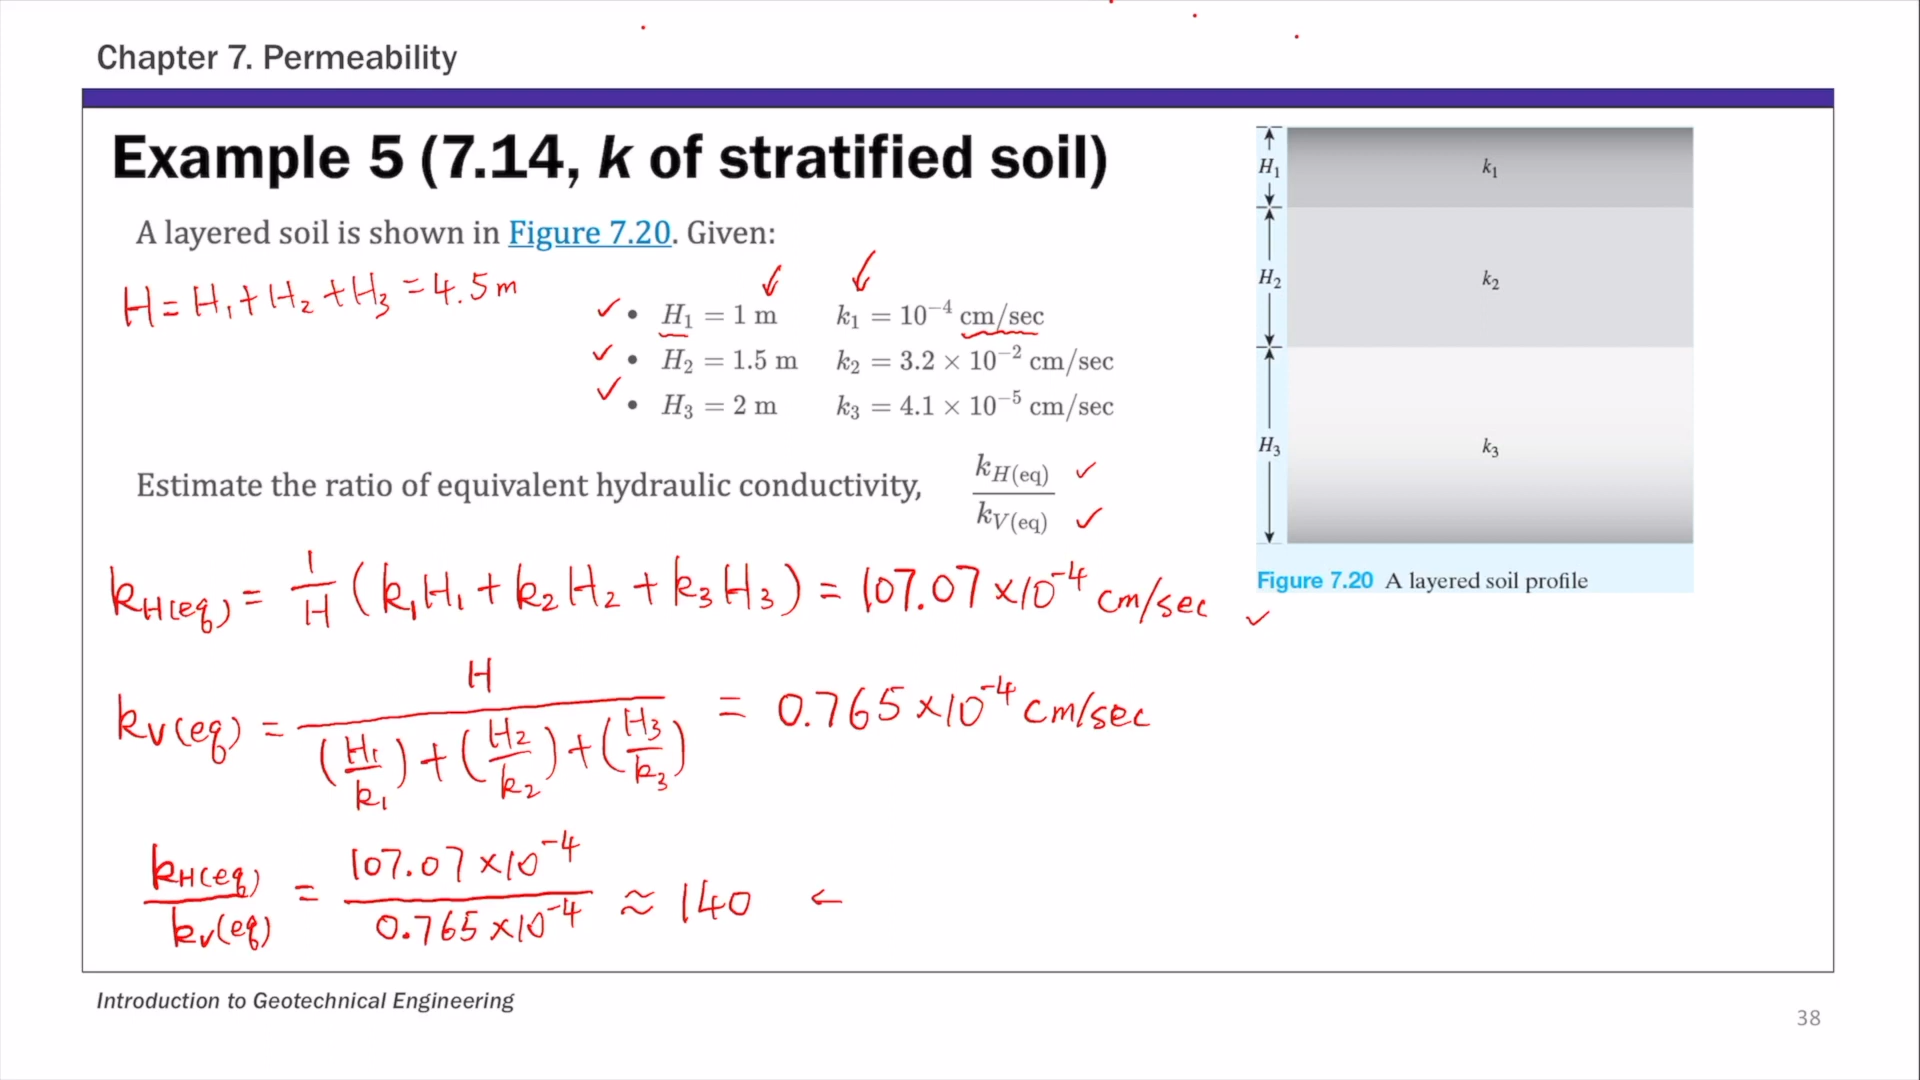 Chapter 7. Permeability
Example 5 (7.14, k of stratified soil)
A layered soil is shown in Figure 7.20. Given:
H = H₁ + H₂ + H₃ = 4.5 m
✓ • H₁ = 1 m k₁ = 10⁻⁴ cm/sec
✓ • H₂ = 1.5 m k₂ = 3.2 × 10⁻² cm/sec
✓ • H₃ = 2 m k₃ = 4.1 × 10⁻⁵ cm/sec
Estimate the ratio of equivalent hydraulic conductivity, k_H(eq) ✓ / k_V(eq) ✓
k_H(eq) = 1/H (k₁H₁ + k₂H₂ + k₃H₃) = 107.07 × 10⁻⁴ cm/sec ✓
k_V(eq) = H / ((H₁/k₁) + (H₂/k₂) + (H₃/k₃)) = 0.765 × 10⁻⁴ cm/sec
k_H(eq) / k_V(eq) = 107.07 × 10⁻⁴ / 0.765 × 10⁻⁴ ≈ 140 ←
H₁ k₁
H₂ k₂
H₃ k₃
Figure 7.20 A layered soil profile
Introduction to Geotechnical Engineering
38